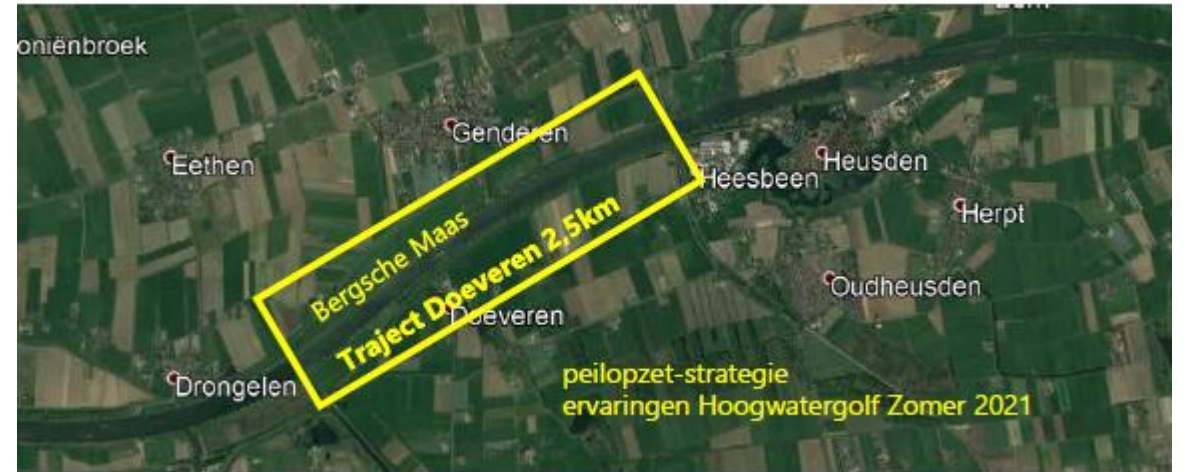 oniënbroek
Genderen
Eethen
Heusden
Heesbeen
Herpt
Bergsche Maas
Traject Doeveren 2,5km
Oudheusden
Doeveren
Drongelen
peilopzet-strategie
ervaringen Hoogwatergolf Zomer 2021